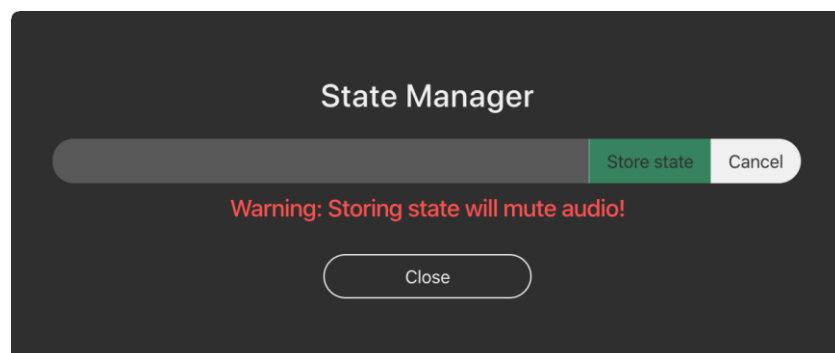 State Manager
Store state Cancel
Warning: Storing state will mute audio!
Close